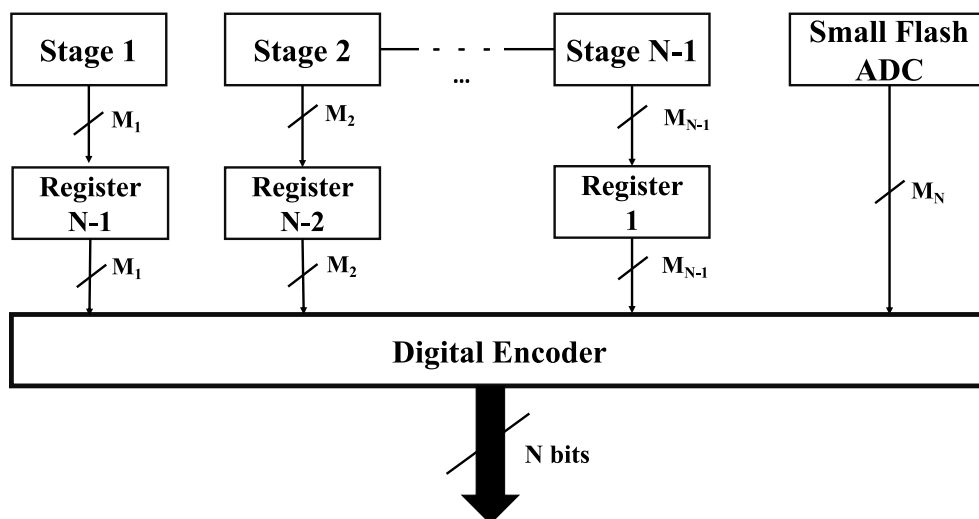 Stage 1
Stage 2
- - -
...
Stage N-1
Small Flash
ADC
M₁
M₂
Mₙ₋₁
Register
N-1
Register
N-2
Register
1
M_N
M₁
M₂
Mₙ₋₁
Digital Encoder
N bits